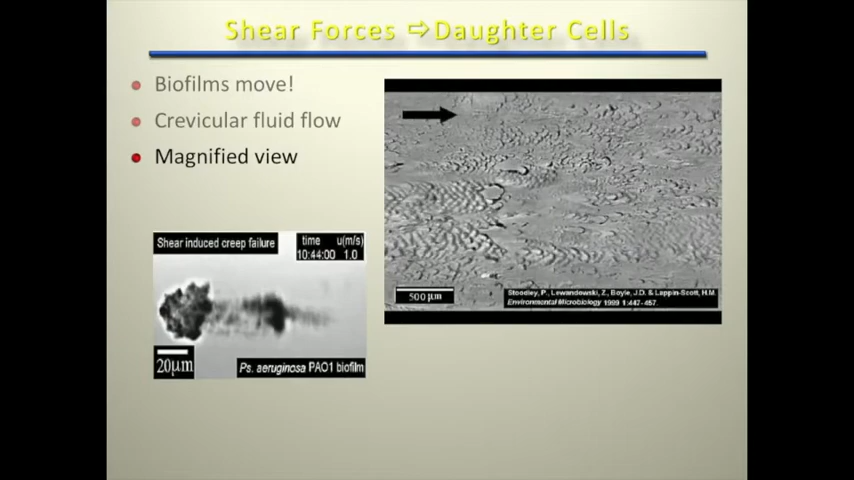 Shear Forces ⇨Daughter Cells
Biofilms move!
Crevicular fluid flow
Magnified view
500 µm
Stoodley, P., Lewandowski, Z., Boyle, J.D. & Lappin-Scott, H.M.
Environmental Microbiology 1999 1:447-457.
Shear induced creep failure
time u(m/s)
10:44:00 1.0
20µm
Ps. aeruginosa PAO1 biofilm